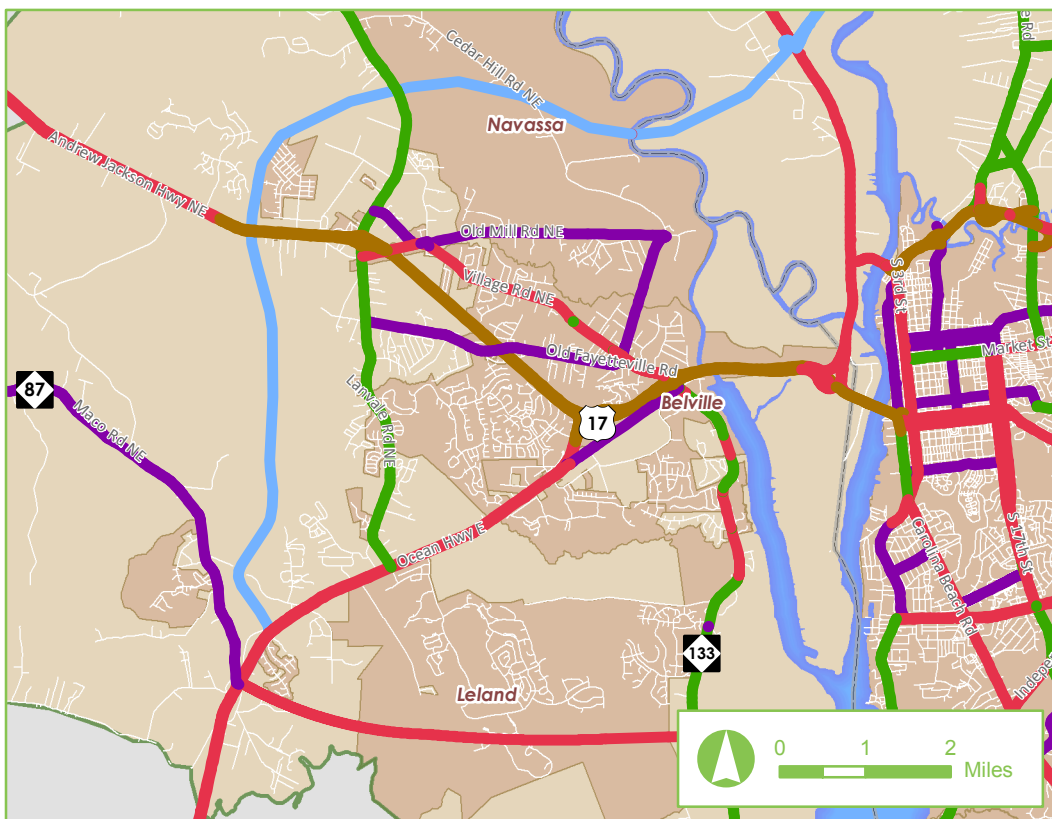 e Rd
Cedar Hill Rd NE
Navassa
Andrew Jackson Hwy NE
Old Mill Rd NE
Village Rd NE
S 3rd St
Market St
Old Fayetteville Rd
87
Lanvale Rd NE
Belville
17
Maco Rd NE
Ocean Hwy E
Carolina Beach Rd
S 17th St
133
Leland
Indepe
0 1 2
Miles